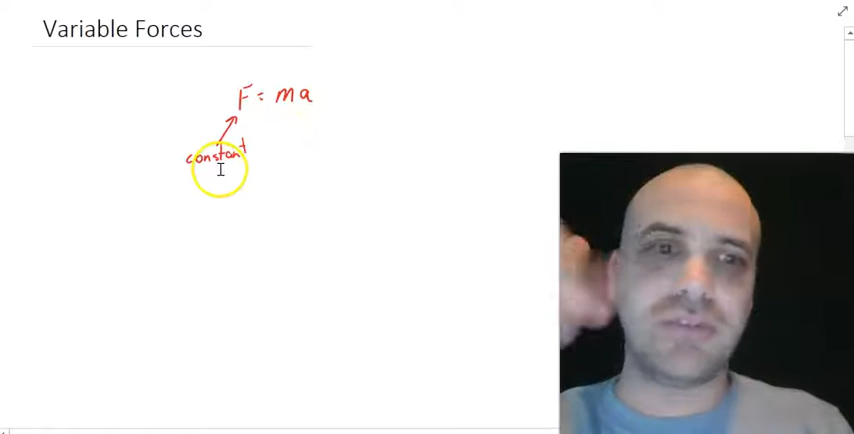 Variable Forces
F = ma
constant